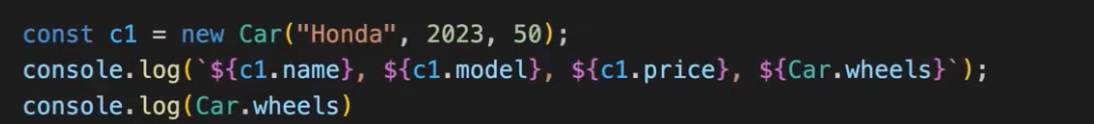 const c1 = new Car("Honda", 2023, 50);
console.log(`${c1.name}, ${c1.model}, ${c1.price}, ${Car.wheels}`);
console.log(Car.wheels)